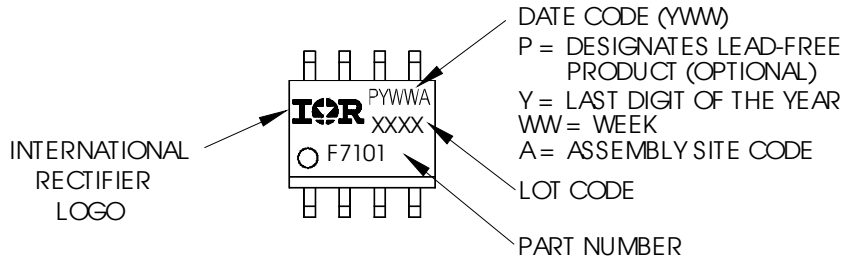 DATE CODE (YWW)
P = DESIGNATES LEAD-FREE
PRODUCT (OPTIONAL)
Y = LAST DIGIT OF THE YEAR
WW = WEEK
A = ASSEMBLY SITE CODE
LOT CODE
PART NUMBER
INTERNATIONAL
RECTIFIER
LOGO
IOR
PYWWA
XXXX
F7101